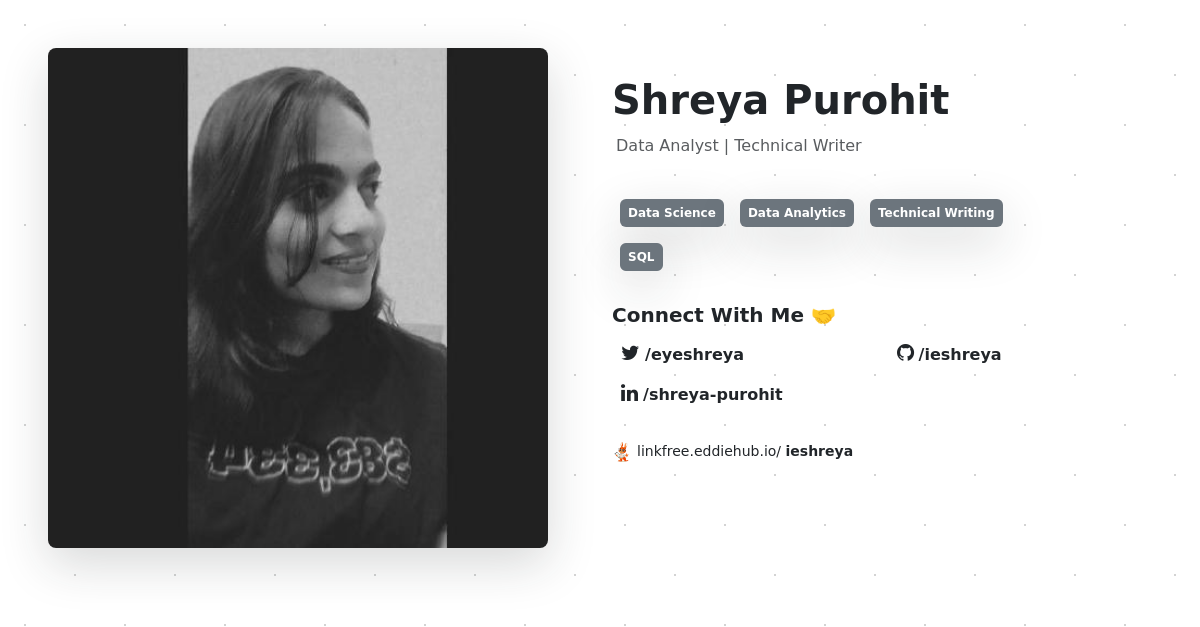 Shreya Purohit
Data Analyst | Technical Writer
Data Science
Data Analytics
Technical Writing
SQL
Connect With Me 🤝
/eyeshreya
/ieshreya
/shreya-purohit
linkfree.eddiehub.io/ ieshreya